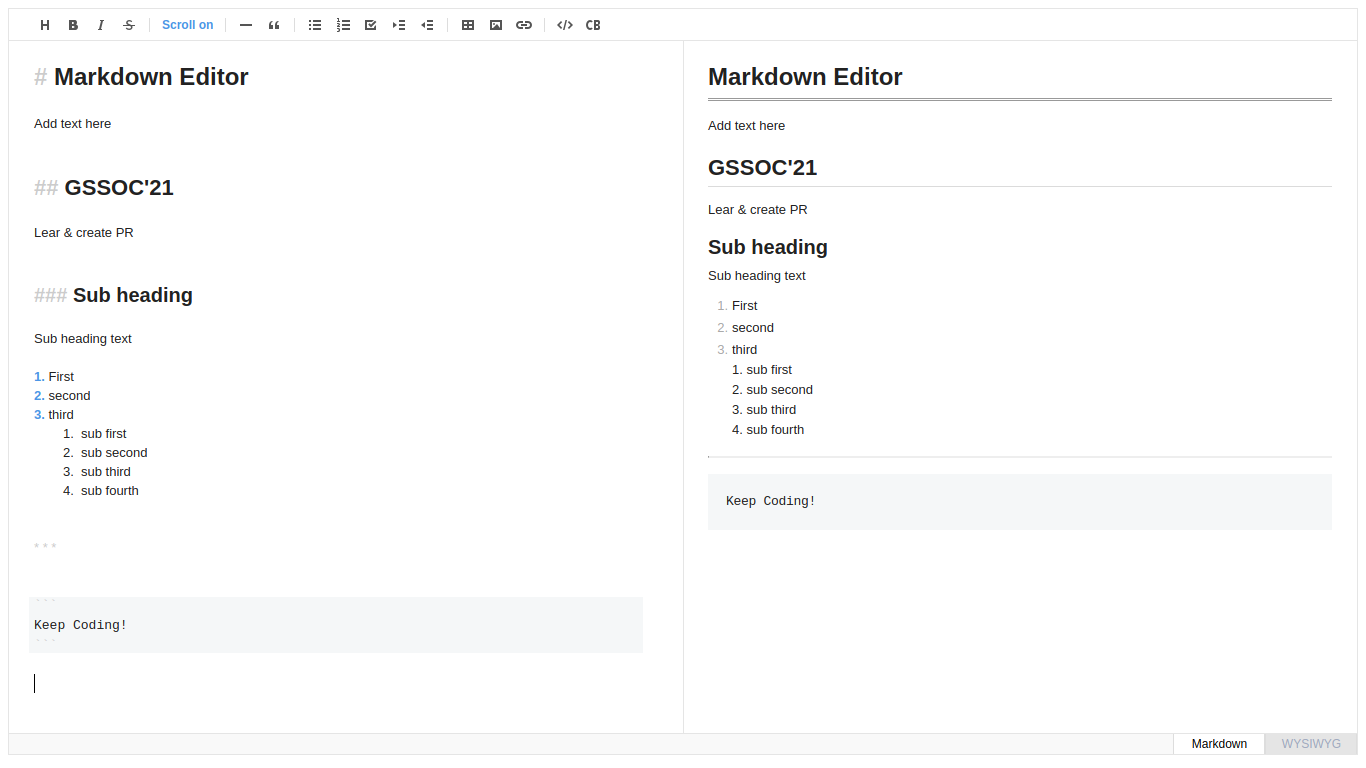 H B I S Scroll on CB
# Markdown Editor
Add text here
## GSSOC'21
Lear & create PR
### Sub heading
Sub heading text
1. First
2. second
3. third
1. sub first
2. sub second
3. sub third
4. sub fourth
***
```
Keep Coding!
```
Markdown Editor
Add text here
GSSOC'21
Lear & create PR
Sub heading
Sub heading text
1. First
2. second
3. third
1. sub first
2. sub second
3. sub third
4. sub fourth
Keep Coding!
Markdown WYSIWYG